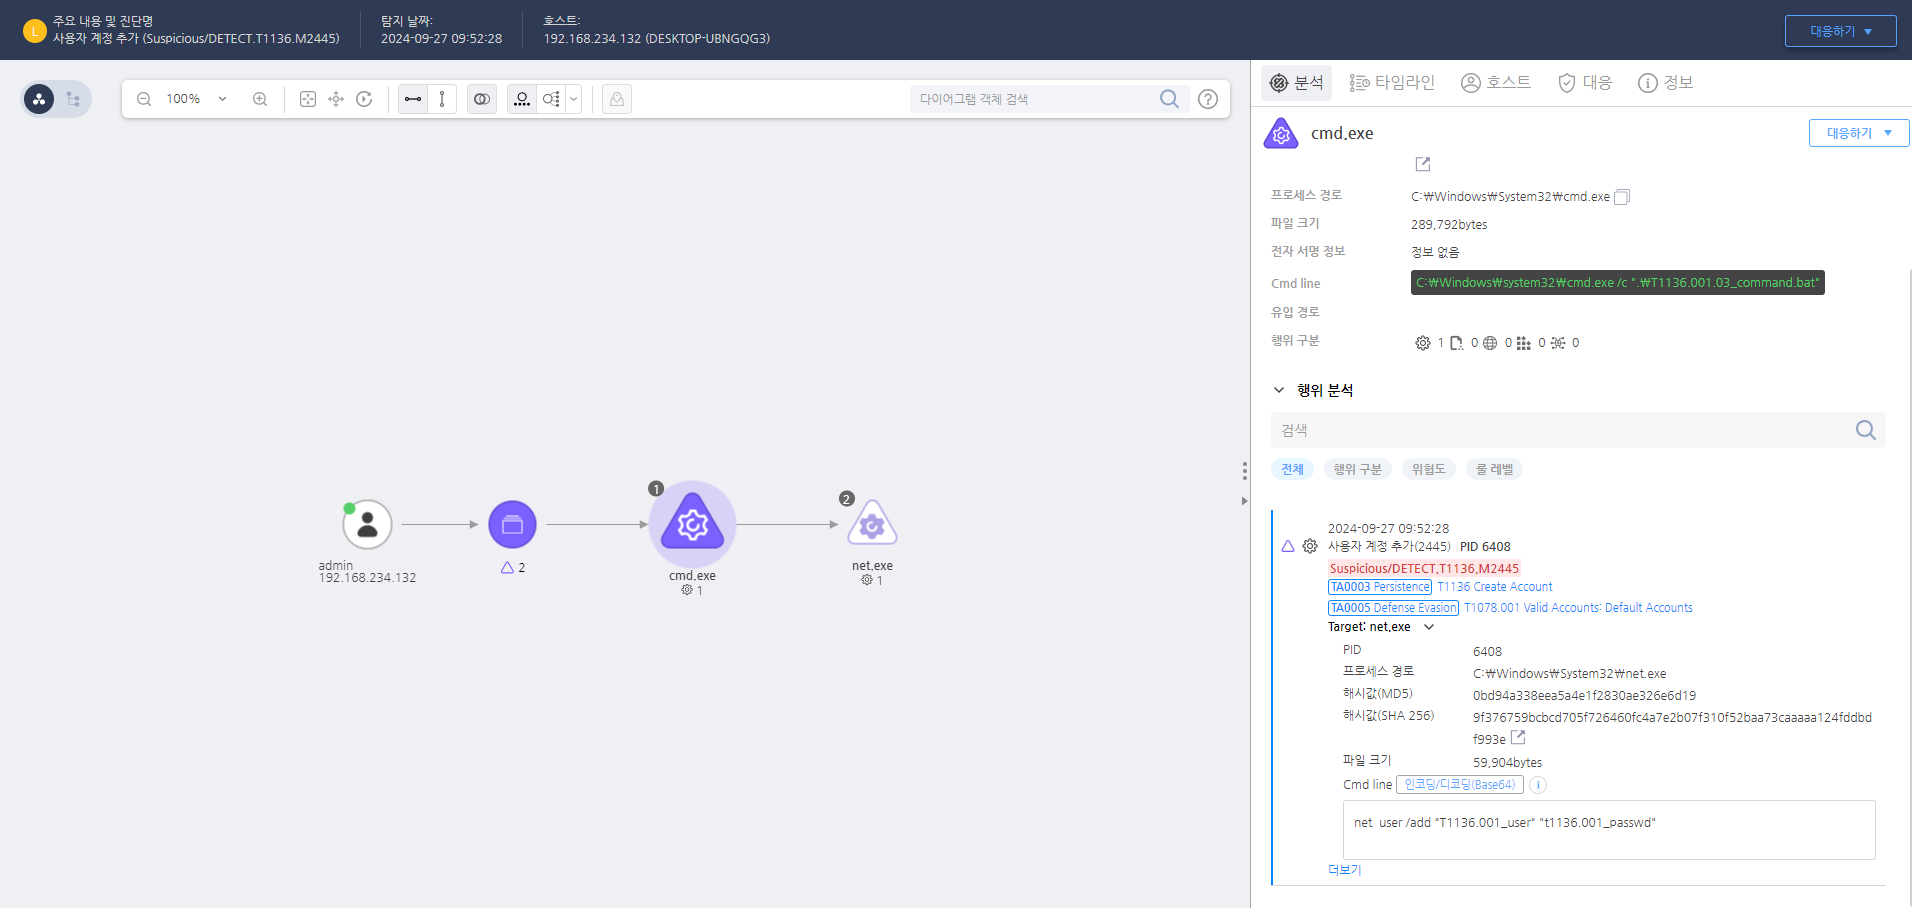 L
주요 내용 및 진단명
사용자 계정 추가 (Suspicious/DETECT.T1136.M2445)
탐지 날짜:
2024-09-27 09:52:28
호스트:
192.168.234.132 (DESKTOP-UBNGQG3)
대응하기
100%
다이어그램 객체 검색
분석
타임라인
호스트
대응
정보
cmd.exe
대응하기
프로세스 경로 C:₩Windows₩System32₩cmd.exe
파일 크기 289,792bytes
전자 서명 정보 정보 없음
Cmd line C:₩Windows₩system32₩cmd.exe /c ".₩T1136.001.03_command.bat"
유입 경로
행위 구분 1 0 0 0 0
행위 분석
검색
전체 행위 구분 위험도 룰 레벨
2024-09-27 09:52:28
사용자 계정 추가(2445) PID 6408
Suspicious/DETECT.T1136.M2445
TA0003 Persistence T1136 Create Account
TA0005 Defense Evasion T1078.001 Valid Accounts: Default Accounts
Target: net.exe
PID 6408
프로세스 경로 C:₩Windows₩System32₩net.exe
해시값(MD5) 0bd94a338eea5a4e1f2830ae326e6d19
해시값(SHA 256) 9f376759bcbcd705f726460fc4a7e2b07f310f52baa73caaaaa124fddbd
f993e
파일 크기 59,904bytes
Cmd line 인코딩/디코딩(Base64) i
net  user /add "T1136.001_user" "t1136.001_passwd"
더보기
admin
192.168.234.132
2
1
cmd.exe
1
2
net.exe
1